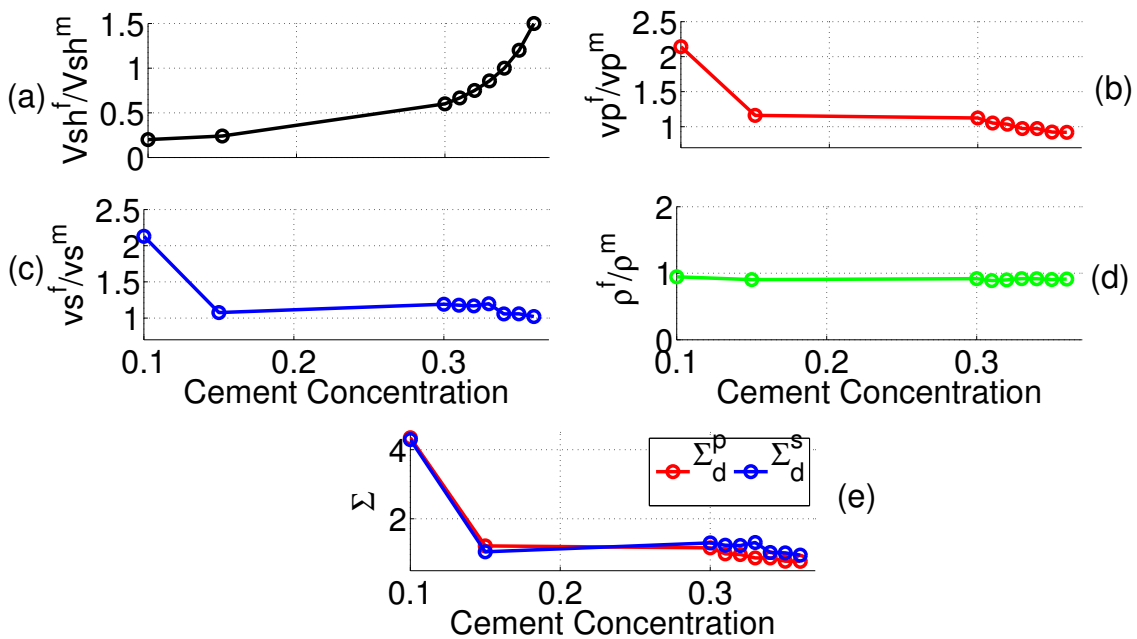 (a)
Vsh^f/Vsh^m
1.5
1
0.5
0
(b)
vp^f/vp^m
2.5
2
1.5
1
(c)
vs^f/vs^m
2.5
2
1.5
1
0.1 0.2 0.3
Cement Concentration
(d)
ρ^f/ρ^m
2
1
0
0.1 0.2 0.3
Cement Concentration
(e)
Σ
4
2
Σ_d^p Σ_d^s
0.1 0.2 0.3
Cement Concentration